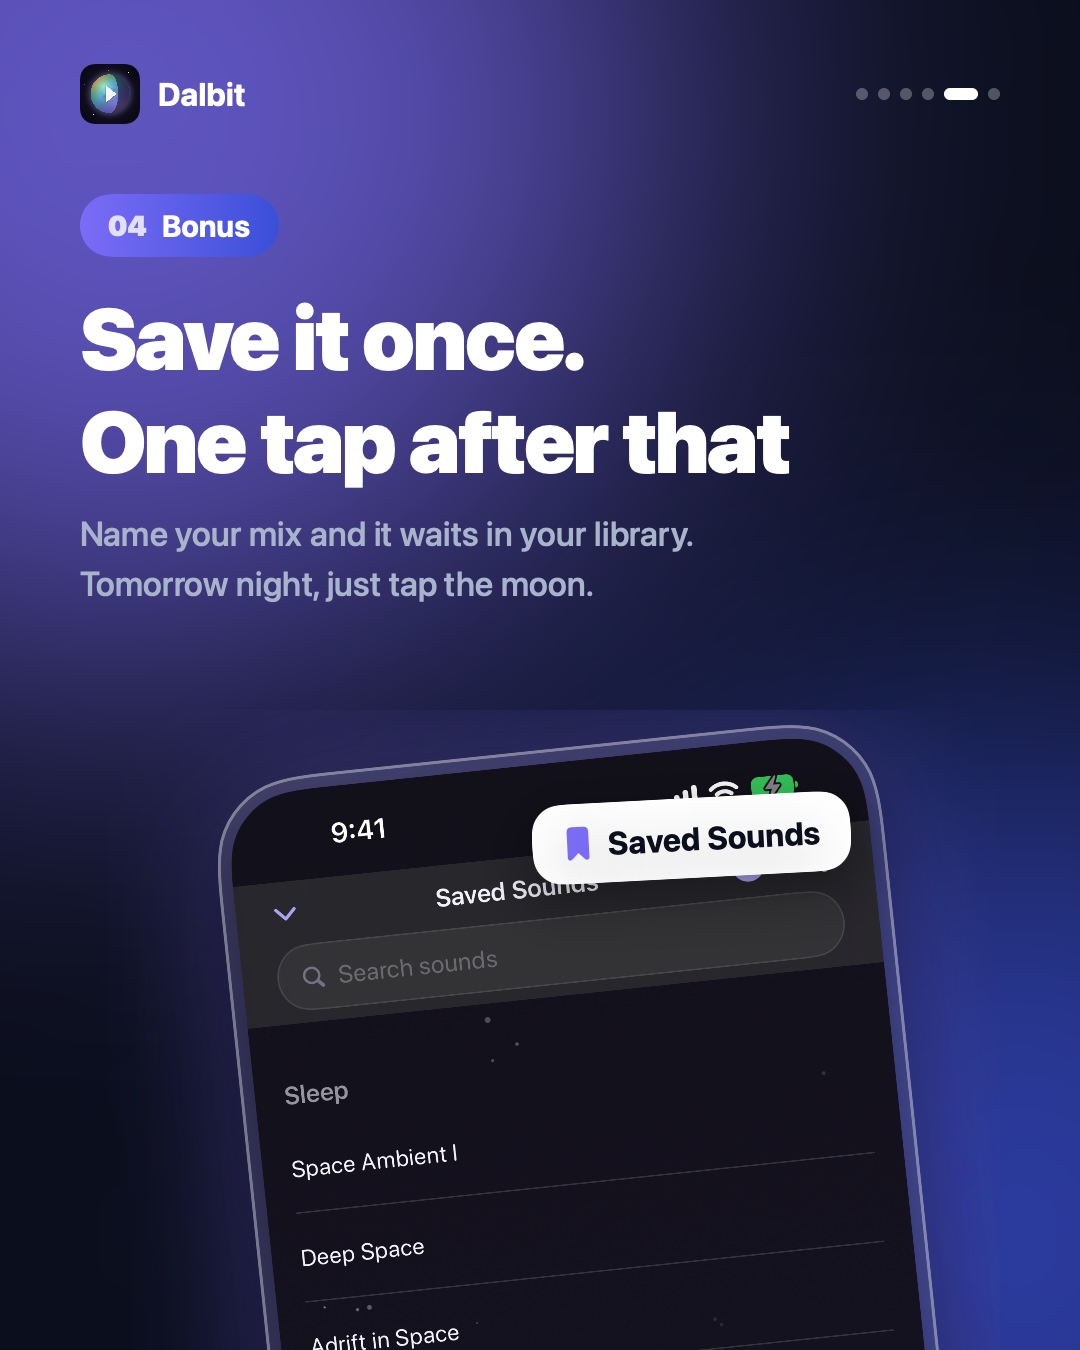 Dalbit
04 Bonus
Save it once.
One tap after that
Name your mix and it waits in your library.
Tomorrow night, just tap the moon.
9:41
Saved Sounds
Saved Sounds
Search sounds
Sleep
Space Ambient I
Deep Space
Adrift in Space